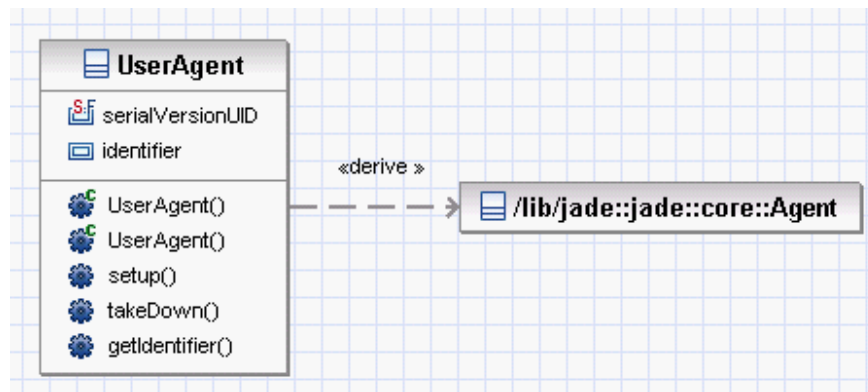 UserAgent
S F serialVersionUID
identifier
«derive »
C UserAgent()
/lib/jade::jade::core::Agent
C UserAgent()
setup()
takeDown()
getIdentifier()